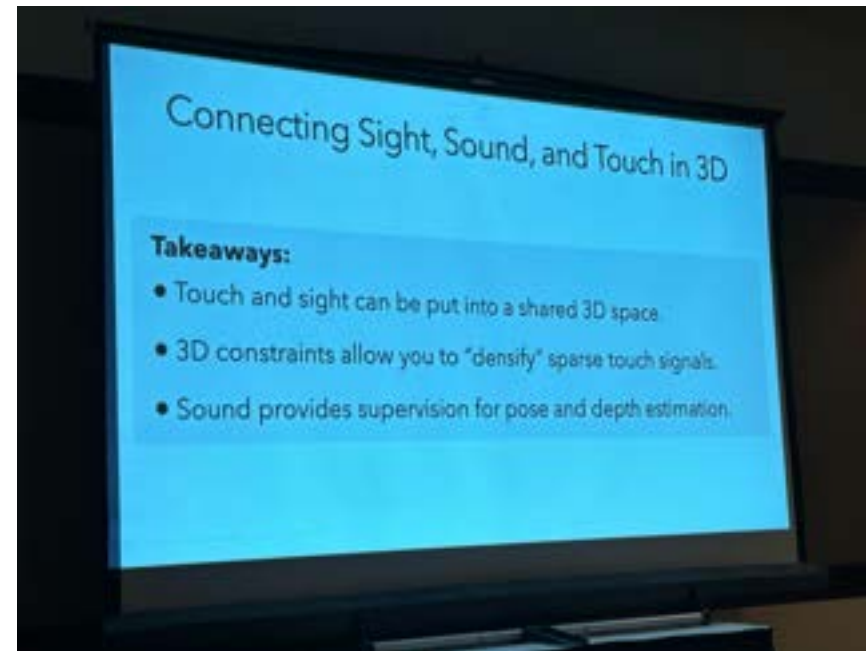 Connecting Sight, Sound, and Touch in 3D
Takeaways:
• Touch and sight can be put into a shared 3D space.
• 3D constraints allow you to "densify" sparse touch signals.
• Sound provides supervision for pose and depth estimation.